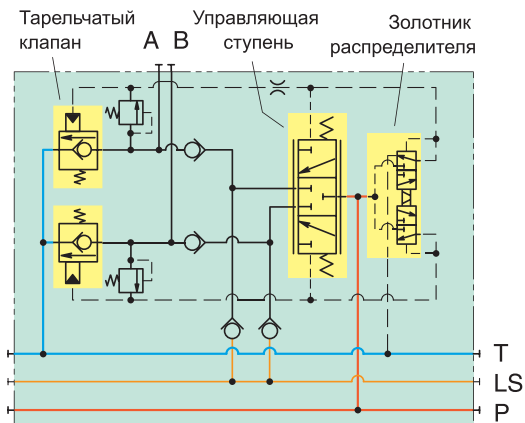 Тарельчатый
клапан
A B
Управляющая
ступень
Золотник
распределителя
T
LS
P